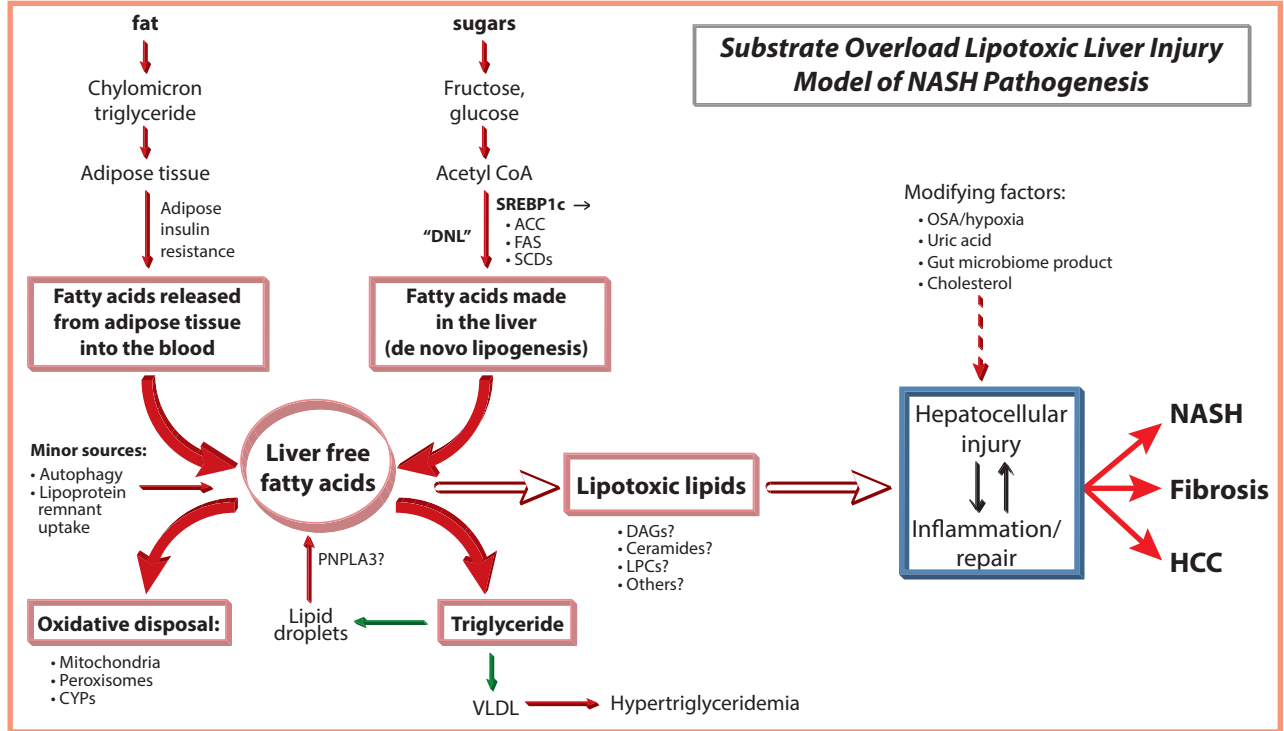 fat
sugars
Substrate Overload Lipotoxic Liver Injury
Model of NASH Pathogenesis
Chylomicron
triglyceride
Fructose,
glucose
Adipose tissue
Acetyl CoA
Adipose
insulin
resistance
"DNL"
SREBP1c →
• ACC
• FAS
• SCDs
Modifying factors:
• OSA/hypoxia
• Uric acid
• Gut microbiome product
• Cholesterol
Fatty acids released
from adipose tissue
into the blood
Fatty acids made
in the liver
(de novo lipogenesis)
Minor sources:
• Autophagy
• Lipoprotein
remnant
uptake
Liver free
fatty acids
Lipotoxic lipids
• DAGs?
• Ceramides?
• LPCs?
• Others?
Hepatocellular
injury
Inflammation/
repair
NASH
Fibrosis
HCC
PNPLA3?
Oxidative disposal:
• Mitochondria
• Peroxisomes
• CYPs
Lipid
droplets
Triglyceride
VLDL
Hypertriglyceridemia